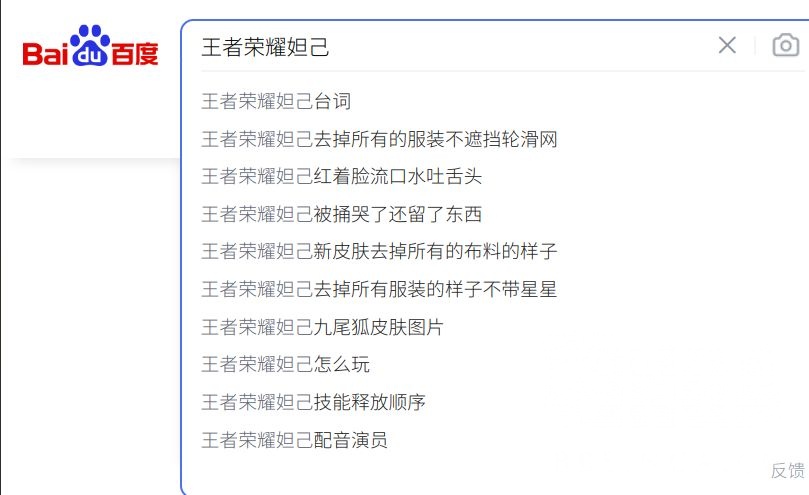 Bai du 百度
王者荣耀妲己
王者荣耀妲己台词
王者荣耀妲己去掉所有的服装不遮挡轮滑网
王者荣耀妲己红着脸流口水吐舌头
王者荣耀妲己被捅哭了还留了东西
王者荣耀妲己新皮肤去掉所有的布料的样子
王者荣耀妲己去掉所有服装的样子不带星星
王者荣耀妲己九尾狐皮肤图片
王者荣耀妲己怎么玩
王者荣耀妲己技能释放顺序
王者荣耀妲己配音演员
反馈